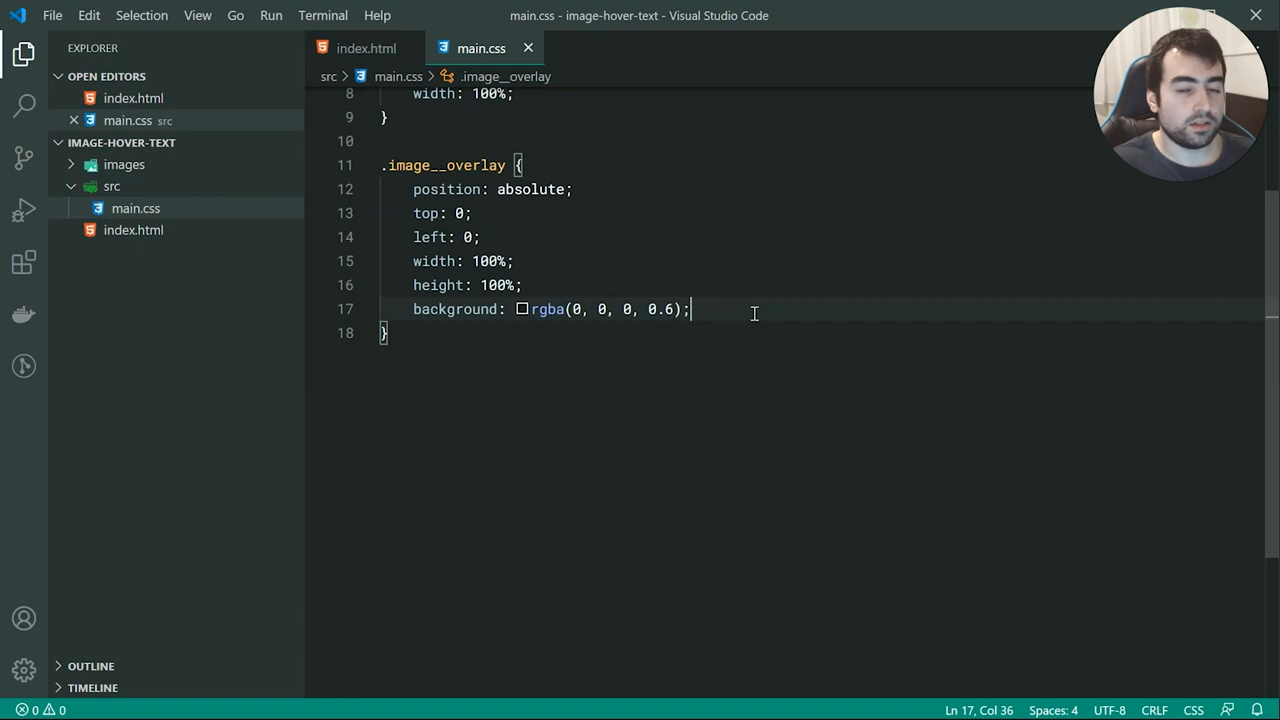 File Edit Selection View Go Run Terminal Help
main.css - image-hover-text - Visual Studio Code
EXPLORER
OPEN EDITORS
index.html
main.css src
IMAGE-HOVER-TEXT
images
src
main.css
index.html
OUTLINE
TIMELINE
index.html
main.css
src > main.css > .image__overlay
8 width: 100%;
9 }
10
11 .image__overlay {
12 position: absolute;
13 top: 0;
14 left: 0;
15 width: 100%;
16 height: 100%;
17 background: rgba(0, 0, 0, 0.6);
18 }
0 0
Ln 17, Col 36 Spaces: 4 UTF-8 CRLF CSS